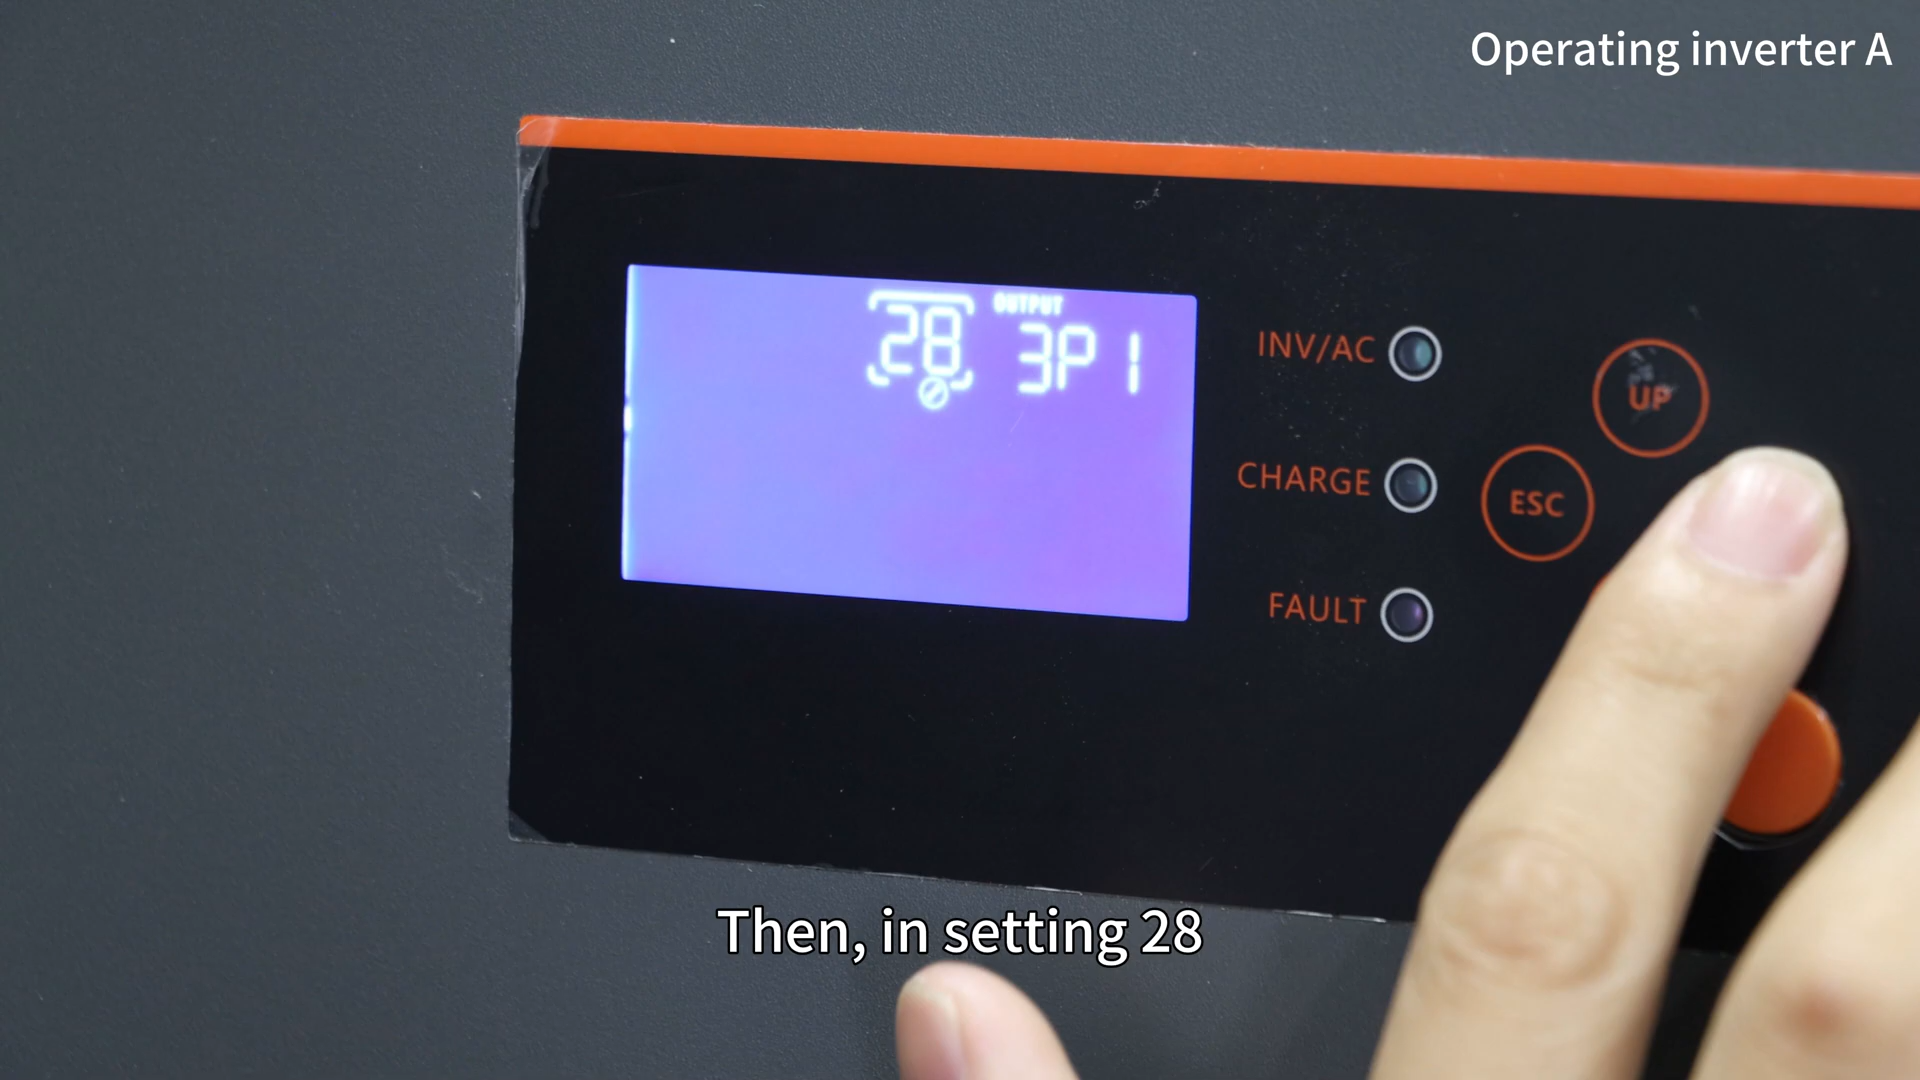 Operating inverter A
28 OUTPUT 3P1
INV/AC
UP
CHARGE
ESC
FAULT
Then, in setting 28